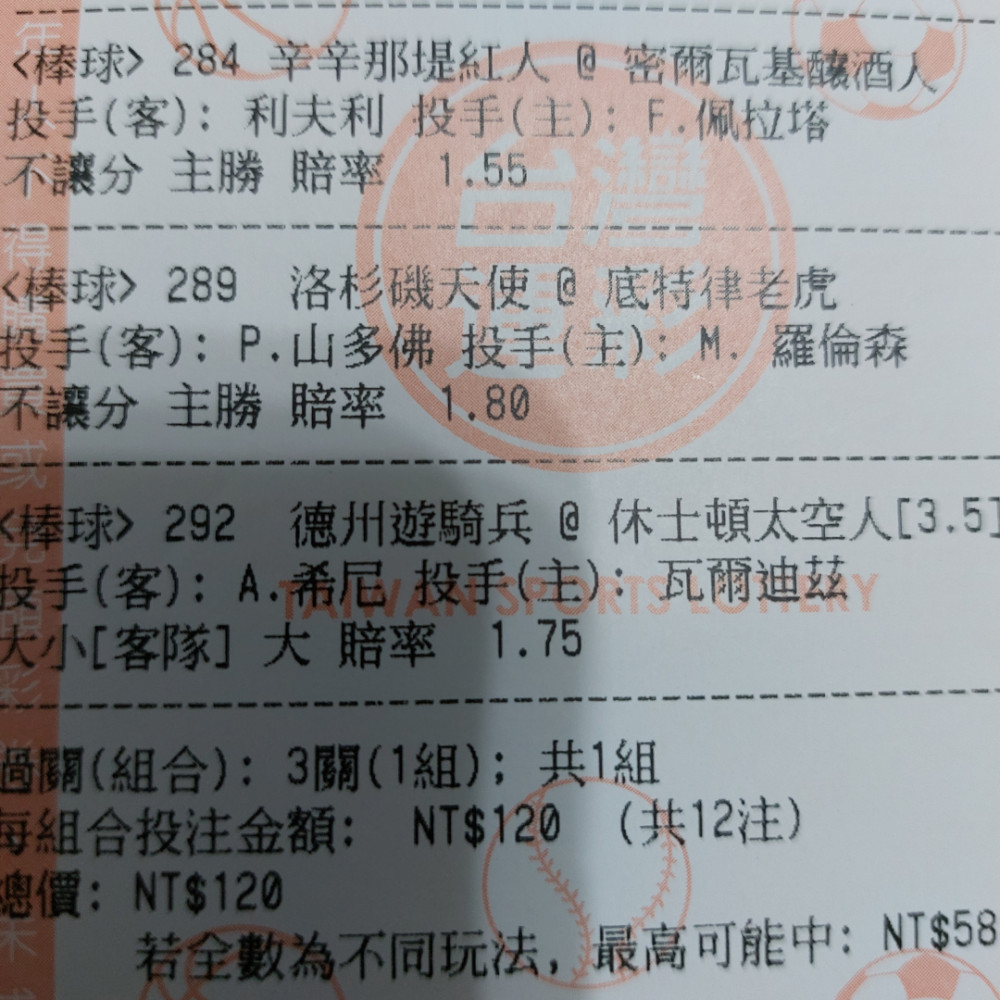 <棒球> 284 辛辛那堤紅人 @ 密爾瓦基釀酒人
投手(客): 利夫利 投手(主): F.佩拉塔
不讓分 主勝 賠率 1.55
<棒球> 289 洛杉磯天使 @ 底特律老虎
投手(客): P.山多佛 投手(主): M. 羅倫森
不讓分 主勝 賠率 1.80
<棒球> 292 德州遊騎兵 @ 休士頓太空人[3.5]
投手(客): A.希尼 投手(主): 瓦爾迪茲
大小[客隊] 大 賠率 1.75
過關(組合): 3關(1組); 共1組
每組合投注金額: NT$120 (共12注)
總價: NT$120
若全數為不同玩法, 最高可能中: NT$58
台灣
運彩
TAIWAN SPORTS LOTTERY